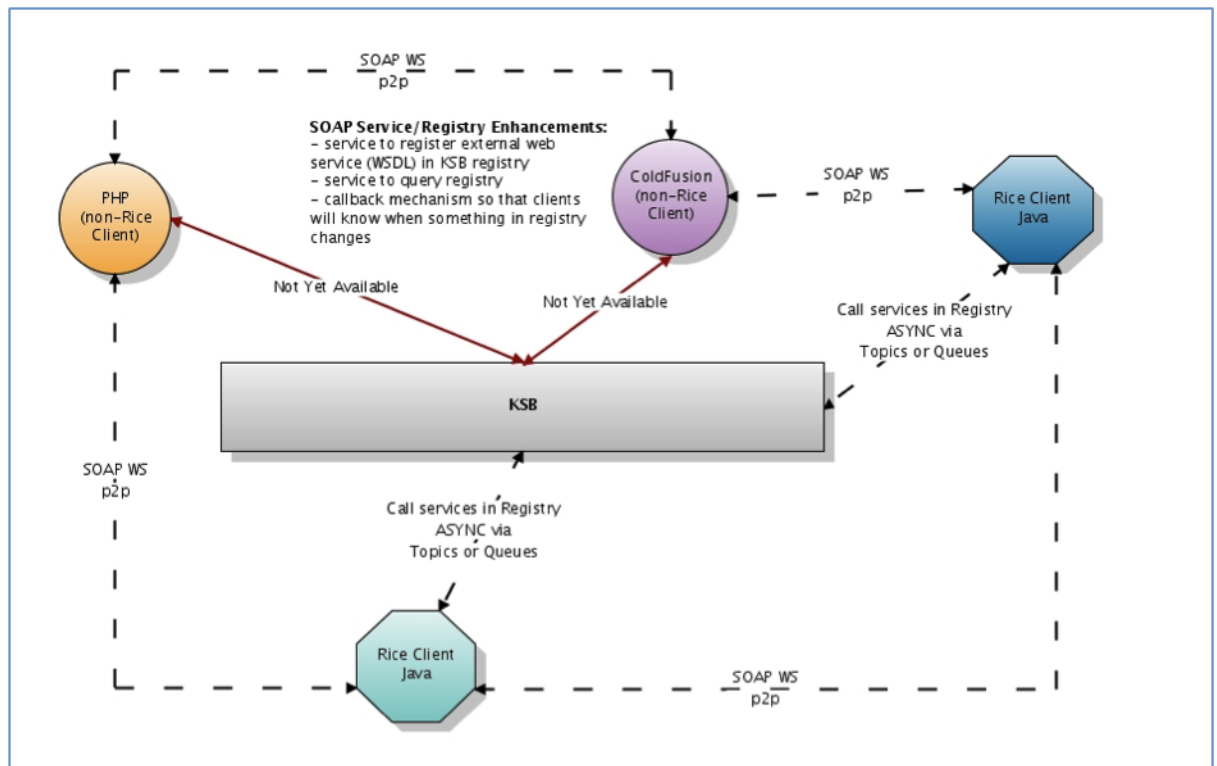 SOAP WS
p2p
SOAP Service/Registry Enhancements:
- service to register external web
service (WSDL) in KSB registry
- service to query registry
- callback mechanism so that clients
will know when something in registry
changes
PHP
(non-Rice
Client)
ColdFusion
(non-Rice
Client)
SOAP WS
p2p
Rice Client
Java
Not Yet Available
Not Yet Available
Call services in Registry
ASYNC via
Topics or Queues
KSB
SOAP WS
p2p
Call services in Registry
ASYNC via
Topics or Queues
Rice Client
Java
SOAP WS
p2p